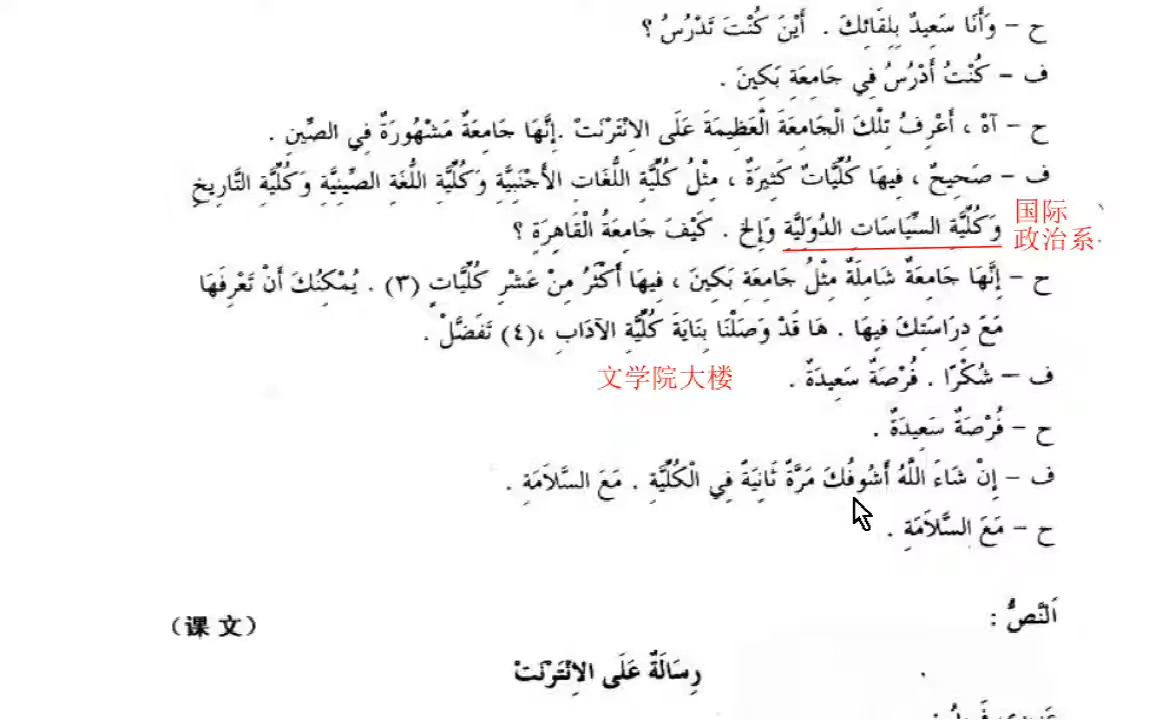 ح – وَأَنَا سَعِيدٌ بِلِقَائِكَ . أَيْنَ كُنْتَ تَدْرُسُ ؟
ف – كُنْتُ أَدْرُسُ فِي جَامِعَةِ بَكِينَ .
ح – آهْ ، أَعْرِفُ تِلْكَ الْجَامِعَةَ الْعَظِيمَةَ عَلَى الاِنْتَرْنَتْ .إِنَّهَا جَامِعَةٌ مَشْهُورَةٌ فِي الصِّينِ .
ف – صَحِيحٌ ، فِيهَا كُلِّيَّاتٌ كَثِيرَةٌ ، مِثْلُ كُلِّيَّةِ اللُّغَاتِ الأَجْنَبِيَّةِ وَكُلِّيَّةِ اللُّغَةِ الصِّينِيَّةِ وَكُلِّيَّةِ التَّارِيخِ
وَكُلِّيَّةِ السِّيَاسَاتِ الدُوَلِيَّةِ وَإِلخ . كَيْفَ جَامِعَةُ الْقَاهِرَةِ ؟
国际
政治系
ح – إِنَّهَا جَامِعَةٌ شَامِلَةٌ مِثْلُ جَامِعَةِ بَكِينَ ، فِيهَا أَكْثَرُ مِنْ عَشْرِ كُلِّيَّاتٍ (٣) . يُمْكِنُكَ أَنْ تَعْرِفَهَا
مَعَ دِرَاسَتِكَ فِيهَا . هَا قَدْ وَصَلْنَا بِنَايَةَ كُلِّيَّةِ الآدَابِ ،(٤) تَفَضَّلْ .
ف – شُكْرًا . فُرْصَةٌ سَعِيدَةٌ .
文学院大楼
ح – فُرْصَةٌ سَعِيدَةٌ .
ف – إِنْ شَاءَ اللَّهُ أَشُوفُكَ مَرَّةً ثَانِيَةً فِي الْكُلِّيَّةِ . مَعَ السَّلاَمَةِ .
ح – مَعَ السَّلاَمَةِ .
اَلنَّصُّ :
（课 文）
رِسَالَةٌ عَلَى الاِنْتَرْنَتْ